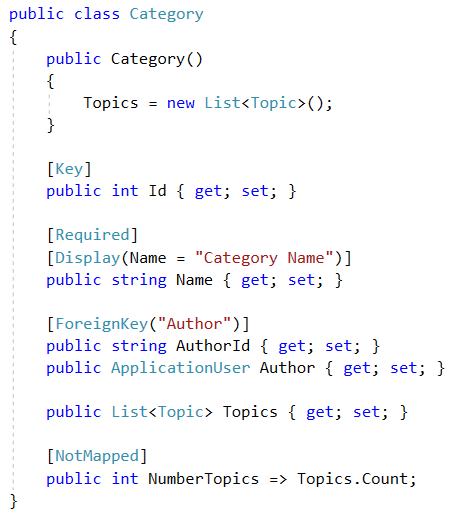 public class Category
{
    public Category()
    {
        Topics = new List<Topic>();
    }

    [Key]
    public int Id { get; set; }

    [Required]
    [Display(Name = "Category Name")]
    public string Name { get; set; }

    [ForeignKey("Author")]
    public string AuthorId { get; set; }
    public ApplicationUser Author { get; set; }

    public List<Topic> Topics { get; set; }

    [NotMapped]
    public int NumberTopics => Topics.Count;
}